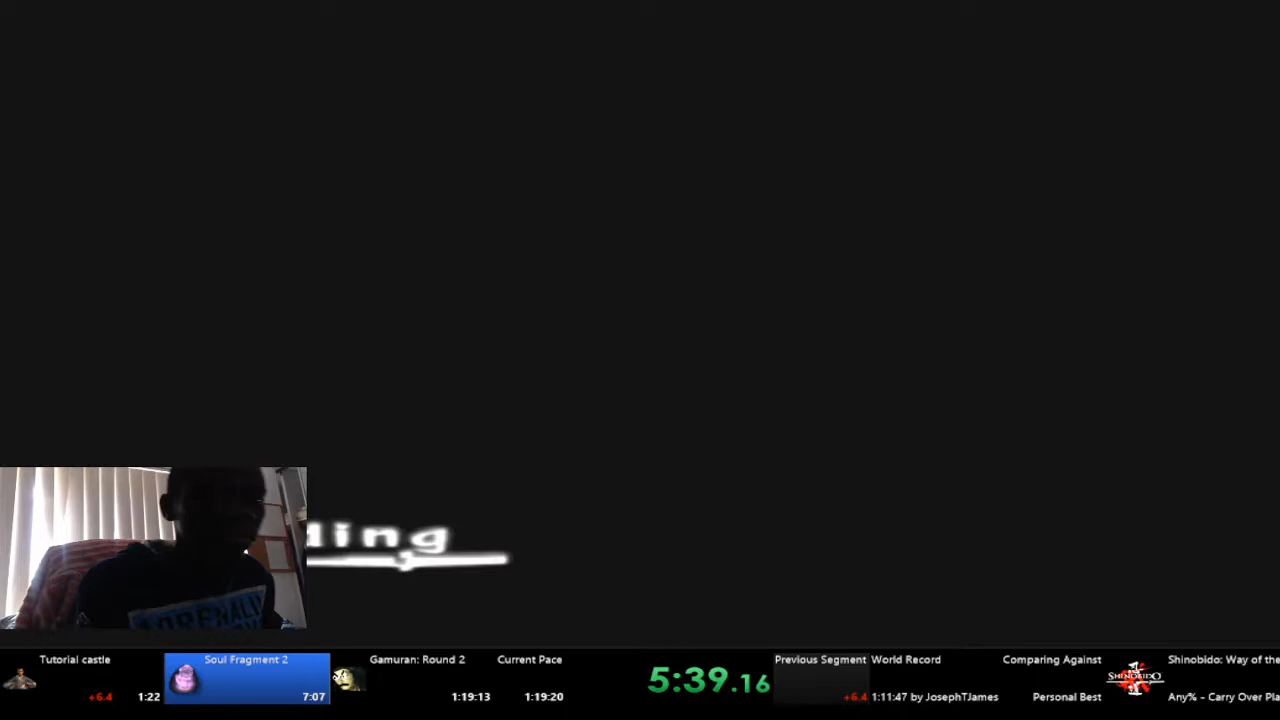 ding
Tutorial castle
+6.4 1:22
Soul Fragment 2
7:07
Gamuran: Round 2
1:19:13
Current Pace
1:19:20
5:39.16
Previous Segment
+6.4
World Record
1:11:47 by JosephTJames
Comparing Against
Personal Best
SHINOBIDO
Shinobido: Way of the
Any% - Carry Over Pla